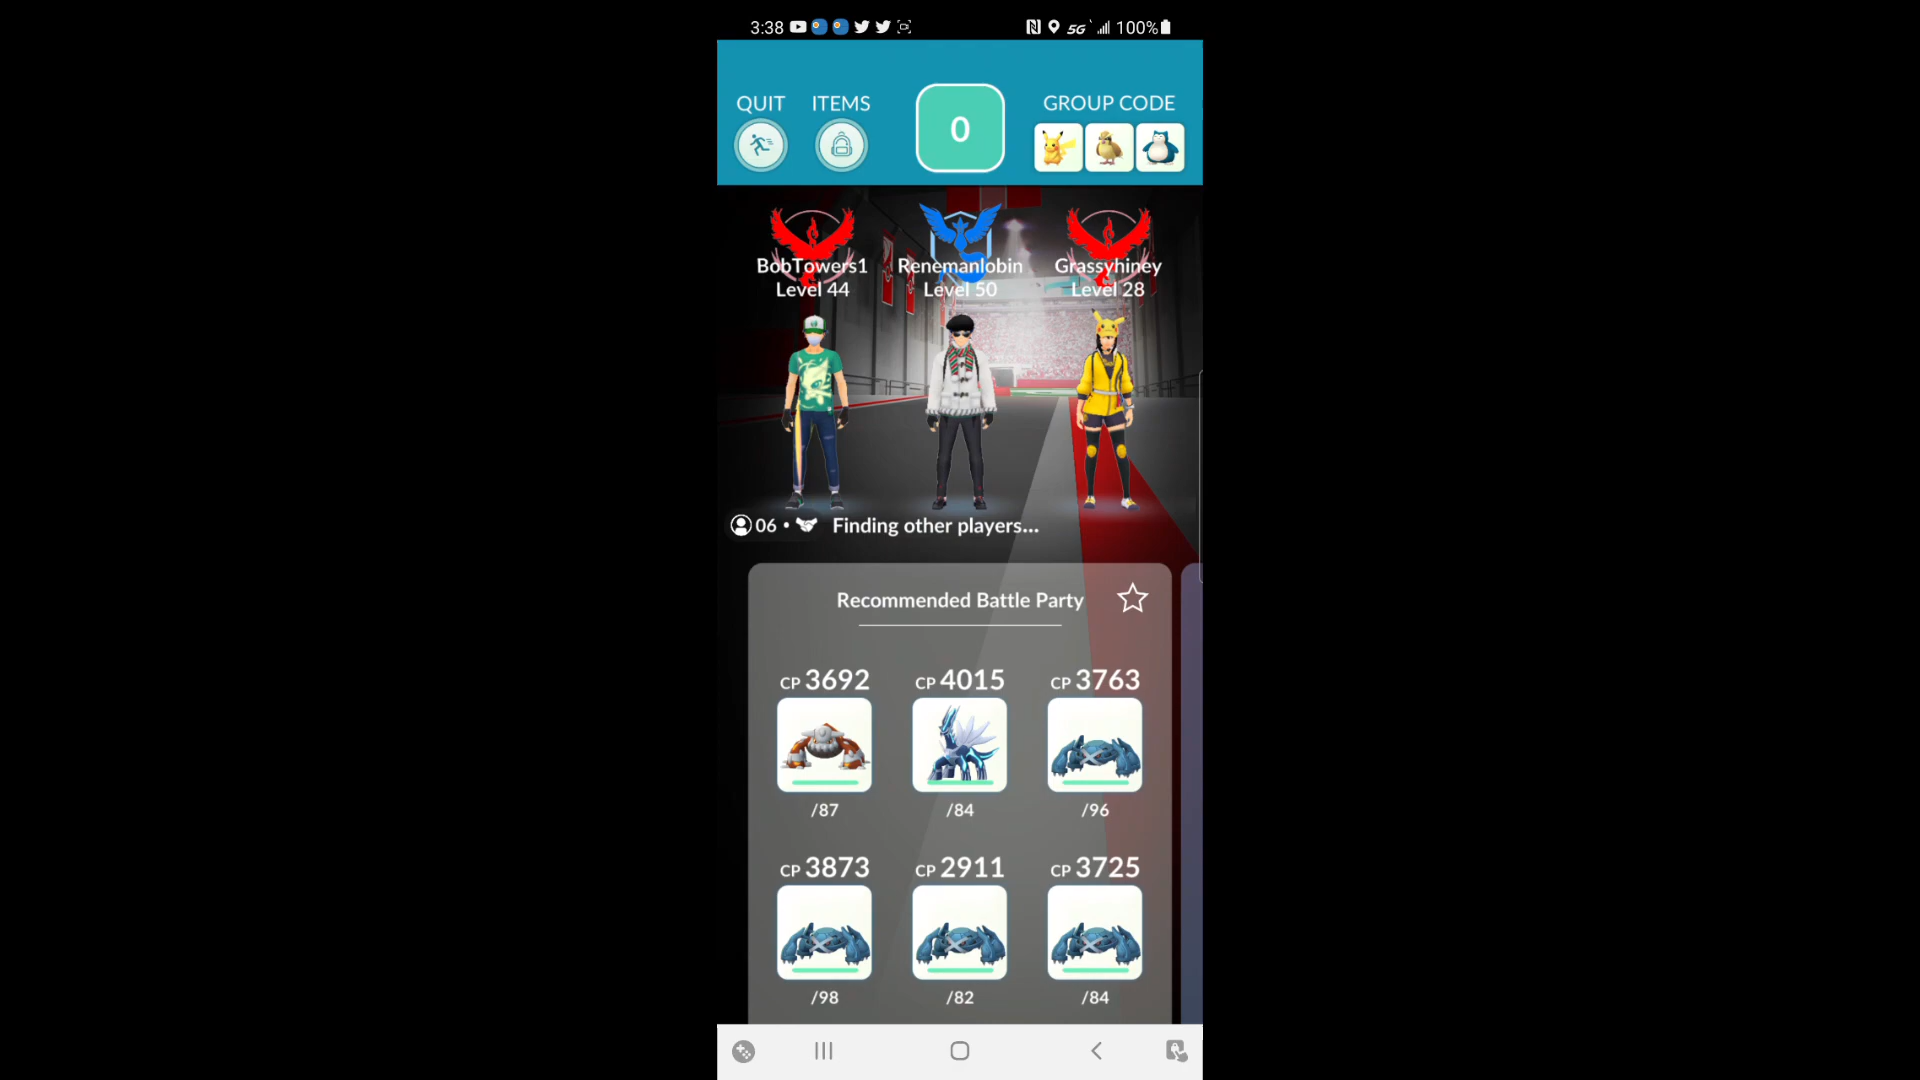 3:38
5G 100%
QUIT ITEMS 0 GROUP CODE
BobTowers1 Renemanlobin Grassyhiney
Level 44 Level 50 Level 28
06 • Finding other players...
Recommended Battle Party
CP 3692 CP 4015 CP 3763
/87 /84 /96
CP 3873 CP 2911 CP 3725
/98 /82 /84